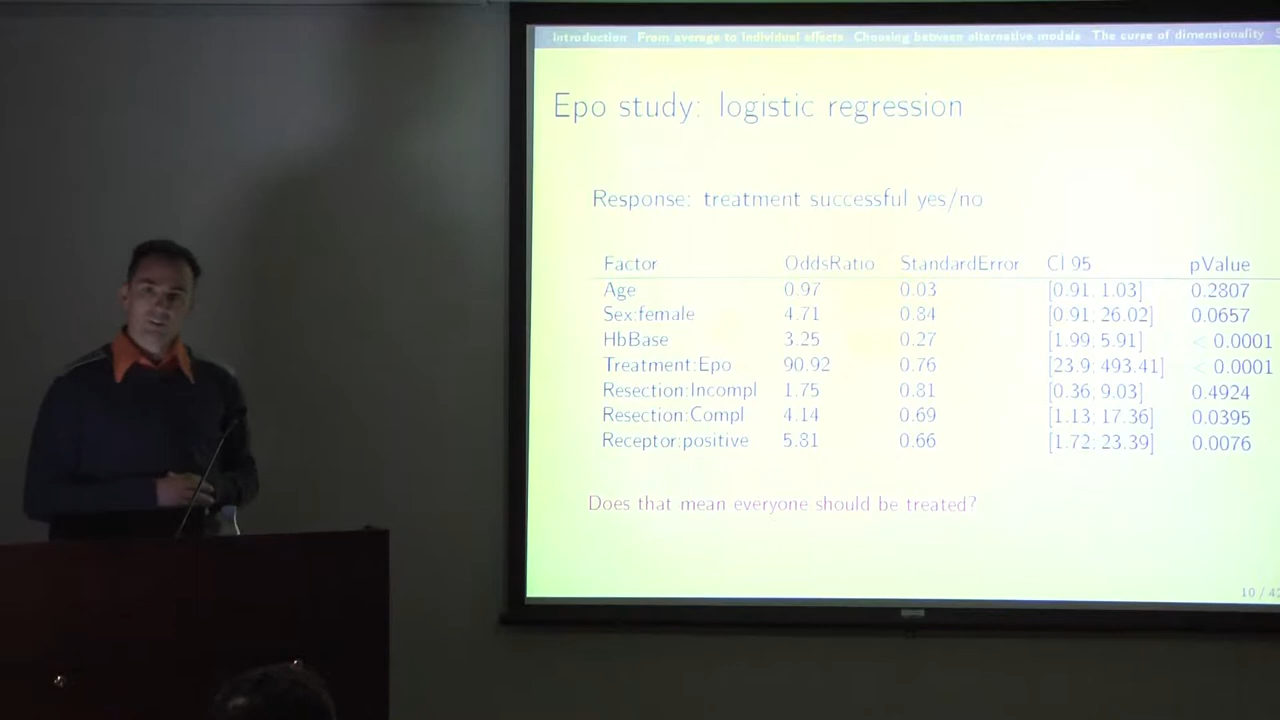 Introduction From average to Individual effects Choosing between alternative models The curse of dimensionality S
Epo study: logistic regression
Response: treatment successful yes/no
Factor OddsRatio StandardError CI 95 pValue
Age 0.97 0.03 [0.91; 1.03] 0.2807
Sex:female 4.71 0.84 [0.91; 26.02] 0.0657
HbBase 3.25 0.27 [1.99; 5.91] < 0.0001
Treatment:Epo 90.92 0.76 [23.9; 493.41] < 0.0001
Resection:Incompl 1.75 0.81 [0.36; 9.03] 0.4924
Resection:Compl 4.14 0.69 [1.13; 17.36] 0.0395
Receptor:positive 5.81 0.66 [1.72; 23.39] 0.0076
Does that mean everyone should be treated?
10 / 42